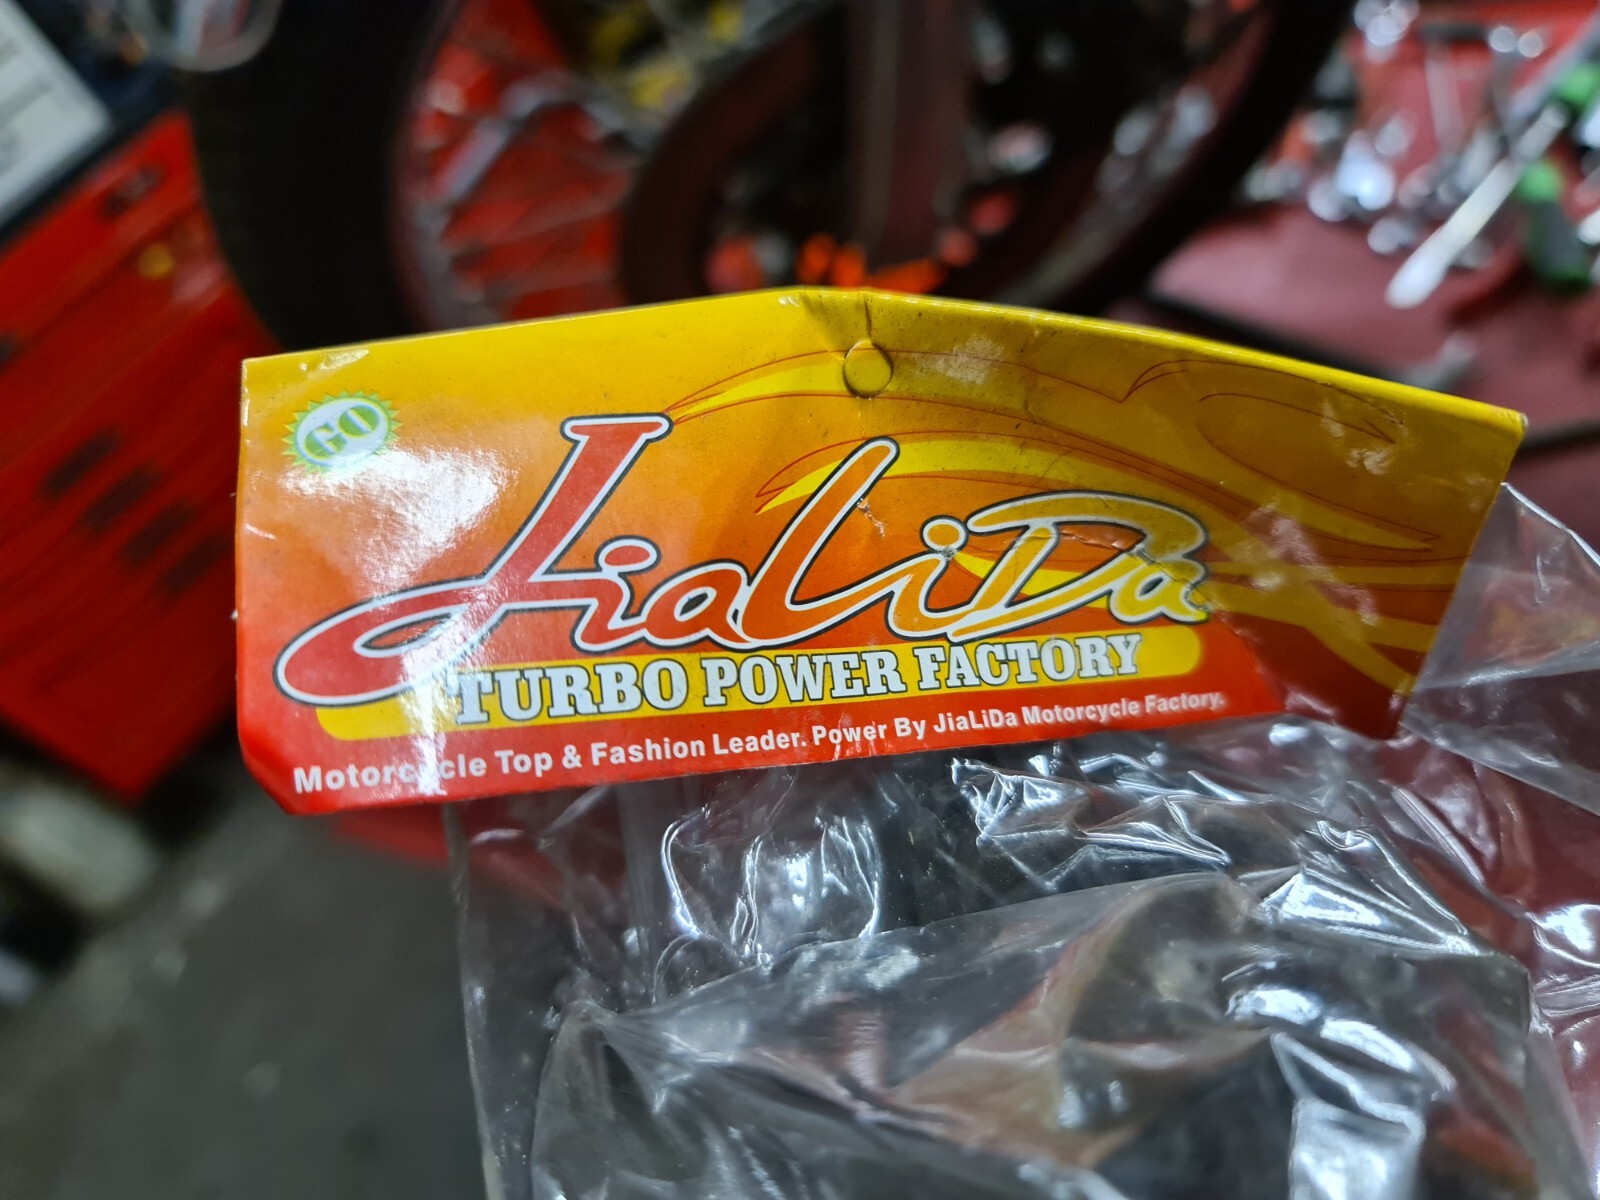 GO
JiaLiDa
TURBO POWER FACTORY
Motorcycle Top & Fashion Leader. Power By JiaLiDa Motorcycle Factory.